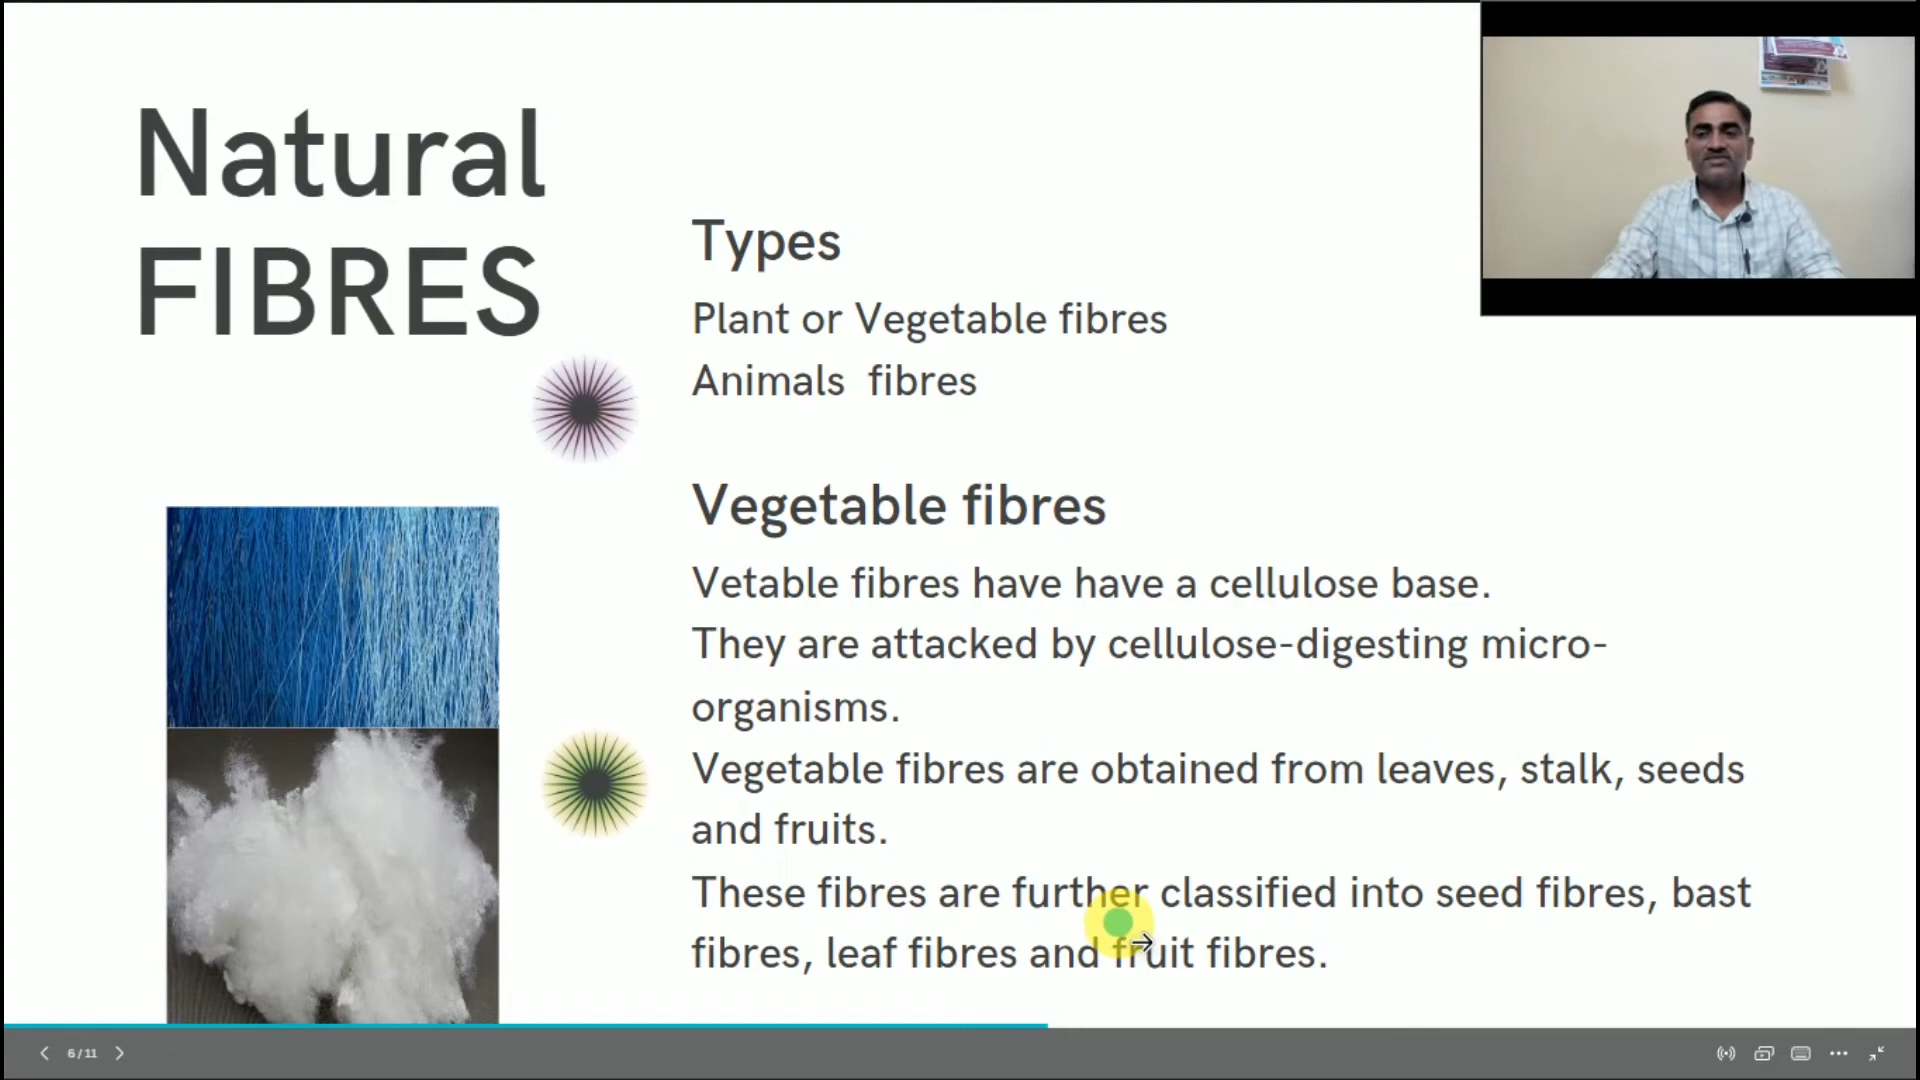 Natural
FIBRES
Types
Plant or Vegetable fibres
Animals fibres
Vegetable fibres
Vetable fibres have have a cellulose base.
They are attacked by cellulose-digesting micro-
organisms.
Vegetable fibres are obtained from leaves, stalk, seeds
and fruits.
These fibres are further classified into seed fibres, bast
fibres, leaf fibres and fruit fibres.
6 / 11